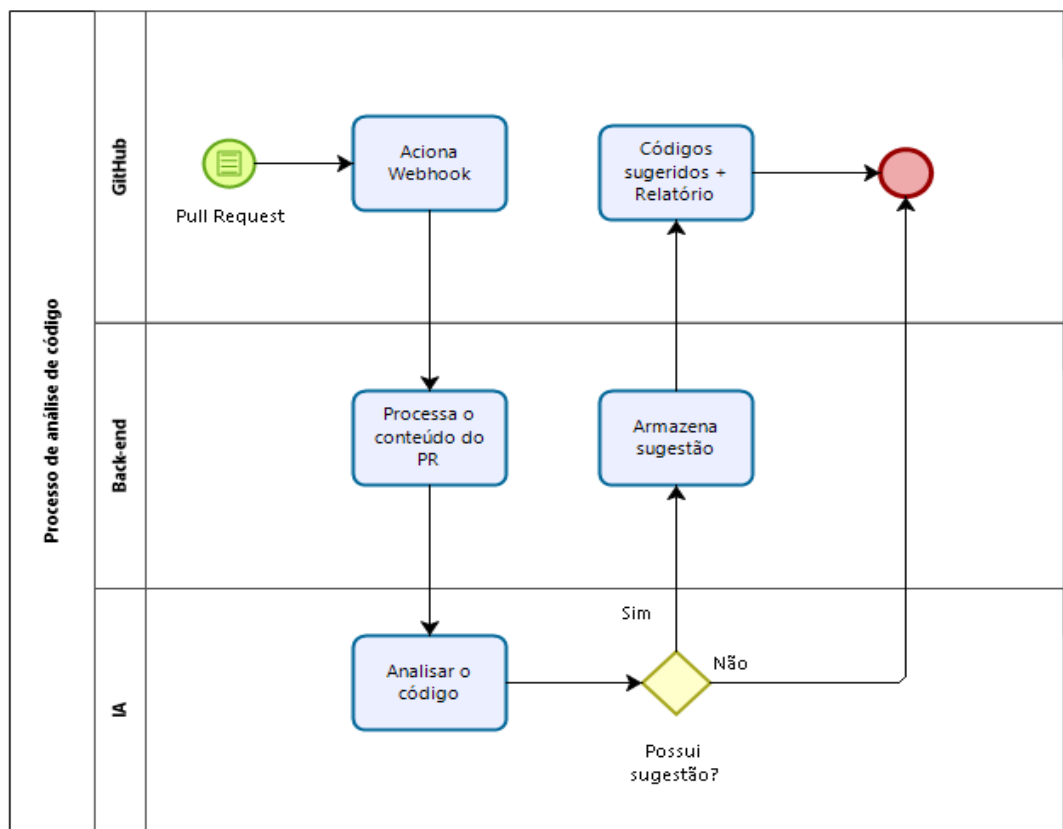 Processo de análise de código
GitHub
Pull Request
Aciona
Webhook
Códigos
sugeridos +
Relatório
Back-end
Processa o
conteúdo do
PR
Armazena
sugestão
IA
Analisar o
código
Sim
Não
Possui
sugestão?